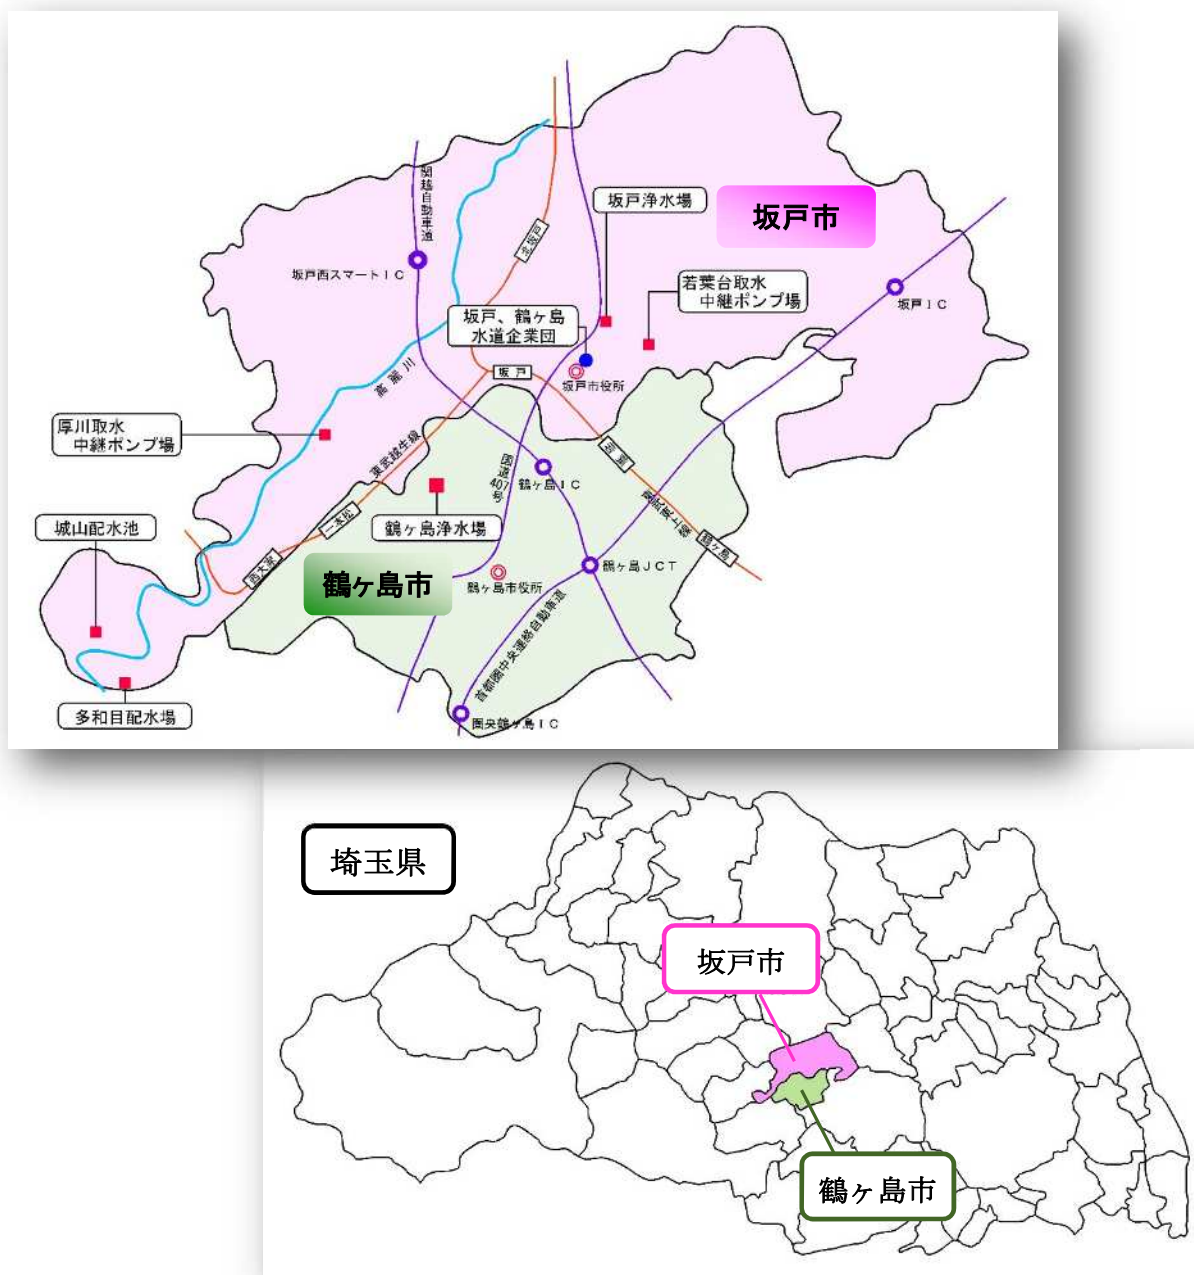 関越自動車道
坂戸浄水場
坂戸市
北坂戸
坂戸西スマートIC
若葉台取水
中継ポンプ場
坂戸IC
坂戸、鶴ヶ島
水道企業団
坂戸
坂戸市役所
高麗川
厚川取水
中継ポンプ場
東武越生線
国道407号
鶴ヶ島IC
若葉
東武東上線
鶴ヶ島
一本松
西大家
鶴ヶ島浄水場
城山配水池
鶴ヶ島市
鶴ヶ島市役所
鶴ヶ島JCT
首都圏中央連絡自動車道
多和目配水場
圏央鶴ヶ島IC
埼玉県
坂戸市
鶴ヶ島市